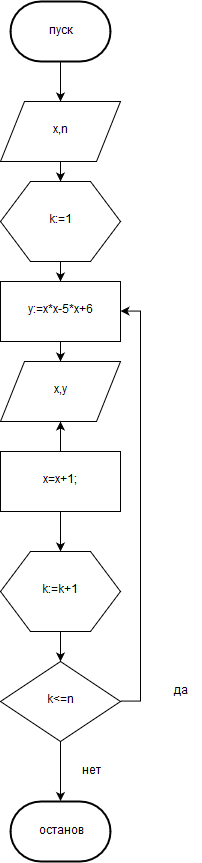 пуск
x,n
k:=1
y:=x*x-5*x+6
x,y
x=x+1;
k:=k+1
k<=n
да
нет
останов